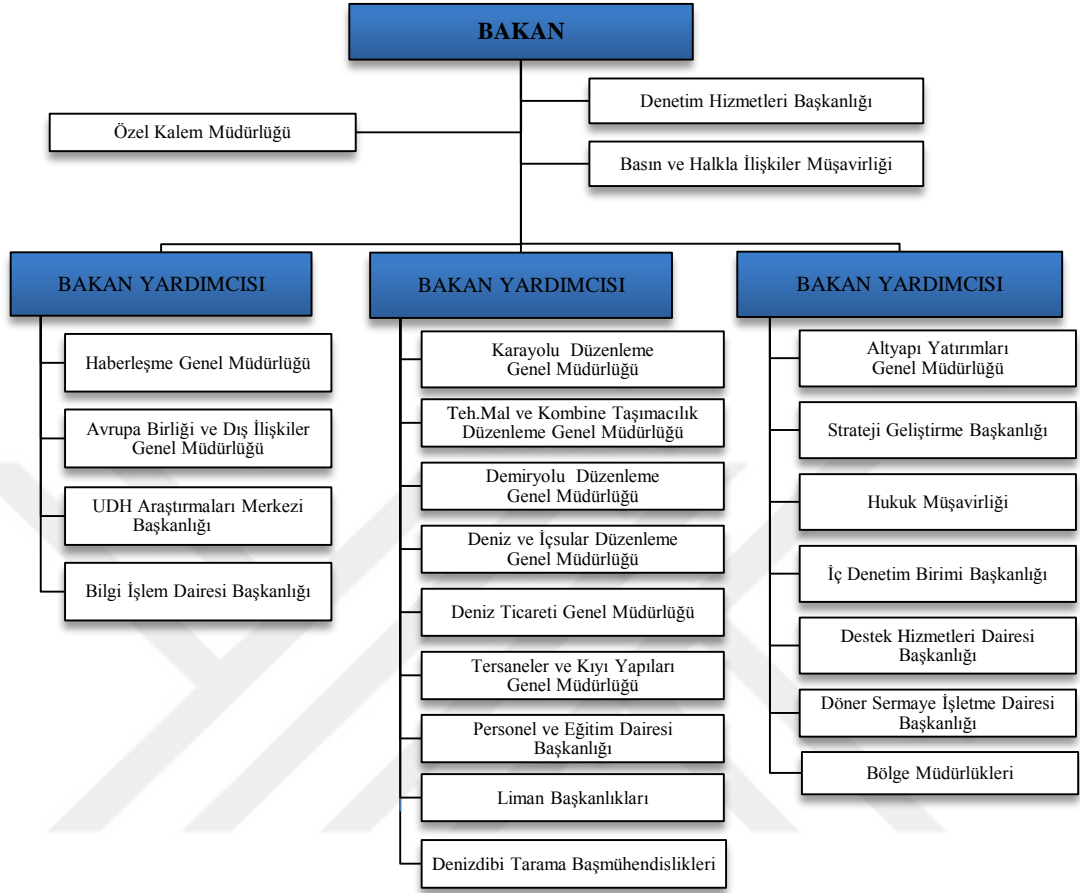 BAKAN
Denetim Hizmetleri Başkanlığı
Özel Kalem Müdürlüğü
Basın ve Halkla İlişkiler Müşavirliği
BAKAN YARDIMCISI
Haberleşme Genel Müdürlüğü
Avrupa Birliği ve Dış İlişkiler
Genel Müdürlüğü
UDH Araştırmaları Merkezi
Başkanlığı
Bilgi İşlem Dairesi Başkanlığı
BAKAN YARDIMCISI
Karayolu Düzenleme
Genel Müdürlüğü
Teh.Mal ve Kombine Taşımacılık
Düzenleme Genel Müdürlüğü
Demiryolu Düzenleme
Genel Müdürlüğü
Deniz ve İçsular Düzenleme
Genel Müdürlüğü
Deniz Ticareti Genel Müdürlüğü
Tersaneler ve Kıyı Yapıları
Genel Müdürlüğü
Personel ve Eğitim Dairesi
Başkanlığı
Liman Başkanlıkları
Denizdibi Tarama Başmühendislikleri
BAKAN YARDIMCISI
Altyapı Yatırımları
Genel Müdürlüğü
Strateji Geliştirme Başkanlığı
Hukuk Müşavirliği
İç Denetim Birimi Başkanlığı
Destek Hizmetleri Dairesi
Başkanlığı
Döner Sermaye İşletme Dairesi
Başkanlığı
Bölge Müdürlükleri